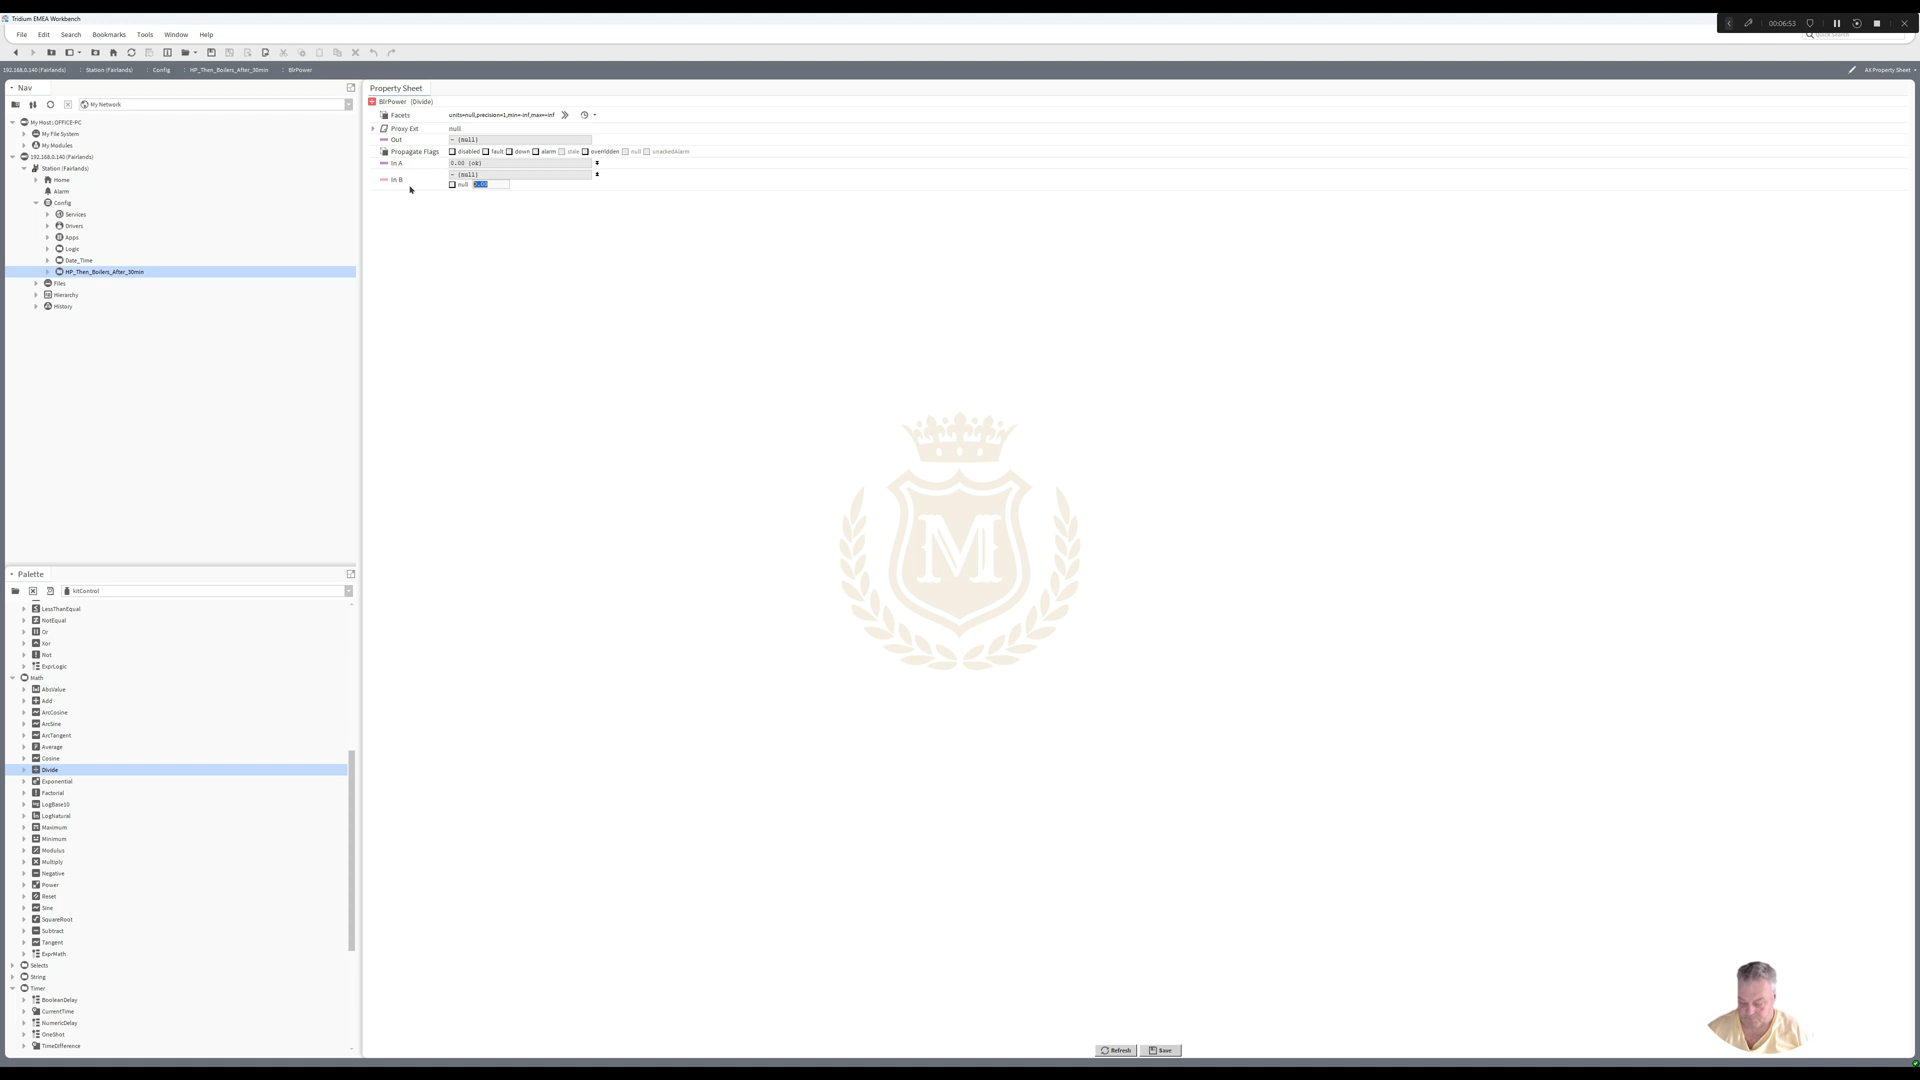 Tridium EMEA Workbench
00:06:53
File Edit Search Bookmarks Tools Window Help
Quick Search
192.168.0.140 (Fairlands) : Station (Fairlands) : Config : HP_Then_Boilers_After_30min : BlrPower
AX Property Sheet
Nav
My Network
My Host : OFFICE-PC
My File System
My Modules
192.168.0.140 (Fairlands)
Station (Fairlands)
Home
Alarm
Config
Services
Drivers
Apps
Logic
Date_Time
HP_Then_Boilers_After_30min
Files
Hierarchy
History
Property Sheet
BlrPower (Divide)
Facets units=null,precision=1,min=-inf,max=+inf
Proxy Ext null
Out - {null}
Propagate Flags disabled fault down alarm stale overridden null unackedAlarm
In A 0.00 {ok}
In B - {null}
null
M
Palette
kitControl
LessThanEqual
NotEqual
Or
Xor
Not
ExprLogic
Math
AbsValue
Add
ArcCosine
ArcSine
ArcTangent
Average
Cosine
Divide
Exponential
Factorial
LogBase10
LogNatural
Maximum
Minimum
Modulus
Multiply
Negative
Power
Reset
Sine
SquareRoot
Subtract
Tangent
ExprMath
Selects
String
Timer
BooleanDelay
CurrentTime
NumericDelay
OneShot
TimeDifference
Refresh Save